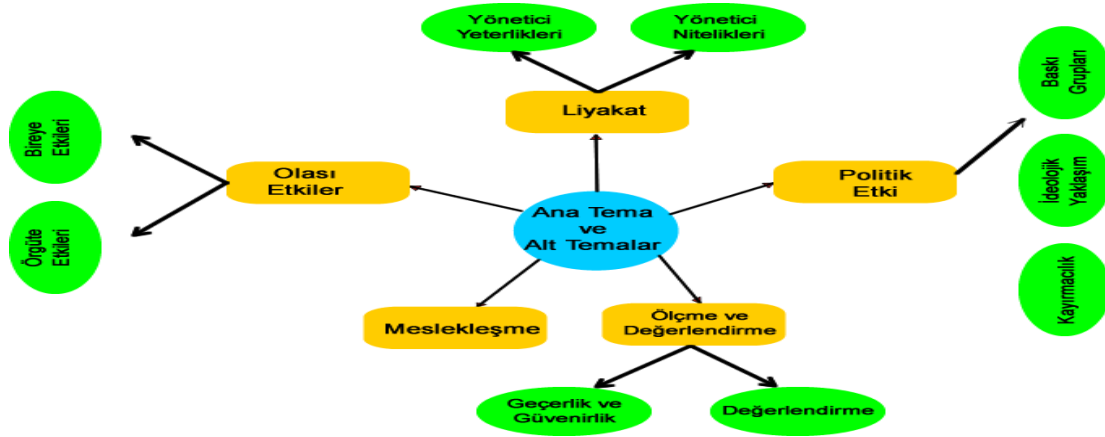 Yönetici
Yeterlikleri
Yönetici
Nitelikleri
Baskı
Grupları
Liyakat
Bireye
Etkileri
Olası
Etkiler
Politik
Etki
İdeolojik
Yaklaşım
Ana Tema
ve
Alt Temalar
Örgüte
Etkileri
Kayırmacılık
Meslekleşme
Ölçme ve
Değerlendirme
Geçerlik ve
Güvenirlik
Değerlendirme